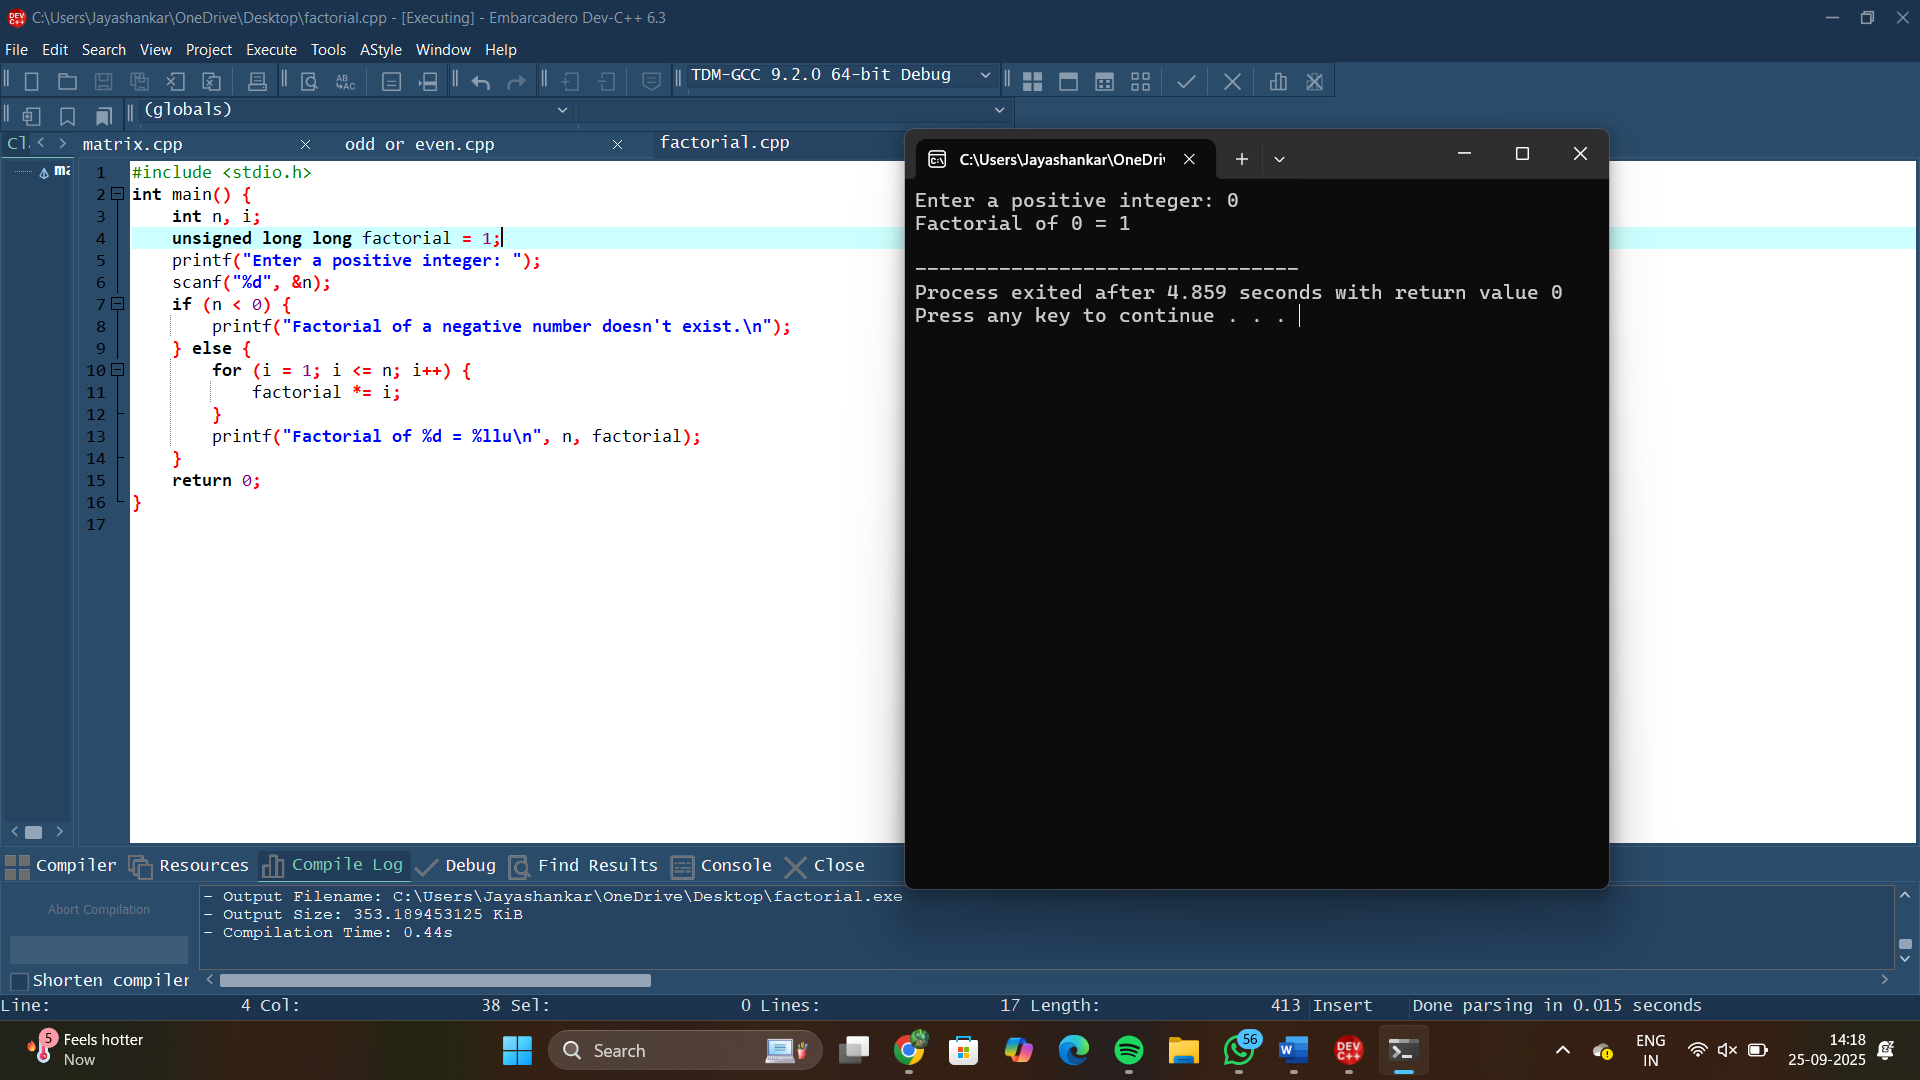 C:\Users\Jayashankar\OneDrive\Desktop\factorial.cpp - [Executing] - Embarcadero Dev-C++ 6.3
File Edit Search View Project Execute Tools AStyle Window Help
TDM-GCC 9.2.0 64-bit Debug
(globals)
matrix.cpp odd or even.cpp factorial.cpp
1 #include <stdio.h>
2 int main() {
3 int n, i;
4 unsigned long long factorial = 1;
5 printf("Enter a positive integer: ");
6 scanf("%d", &n);
7 if (n < 0) {
8 printf("Factorial of a negative number doesn't exist.\n");
9 } else {
10 for (i = 1; i <= n; i++) {
11 factorial *= i;
12 }
13 printf("Factorial of %d = %llu\n", n, factorial);
14 }
15 return 0;
16 }
17
C:\Users\Jayashankar\OneDri
Enter a positive integer: 0
Factorial of 0 = 1
--------------------------------
Process exited after 4.859 seconds with return value 0
Press any key to continue . . .
Compiler Resources Compile Log Debug Find Results Console Close
Abort Compilation
Shorten compiler
- Output Filename: C:\Users\Jayashankar\OneDrive\Desktop\factorial.exe
- Output Size: 353.189453125 KiB
- Compilation Time: 0.44s
Line: 4 Col: 38 Sel: 0 Lines: 17 Length: 413 Insert Done parsing in 0.015 seconds
5 Feels hotter
Now
Search
56
DEV C++
ENG
IN
14:18
25-09-2025